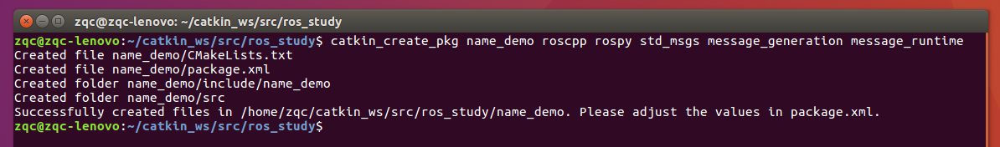 zqc@zqc-lenovo: ~/catkin_ws/src/ros_study
zqc@zqc-lenovo:~/catkin_ws/src/ros_study$ catkin_create_pkg name_demo roscpp rospy std_msgs message_generation message_runtime
Created file name_demo/CMakeLists.txt
Created file name_demo/package.xml
Created folder name_demo/include/name_demo
Created folder name_demo/src
Successfully created files in /home/zqc/catkin_ws/src/ros_study/name_demo. Please adjust the values in package.xml.
zqc@zqc-lenovo:~/catkin_ws/src/ros_study$